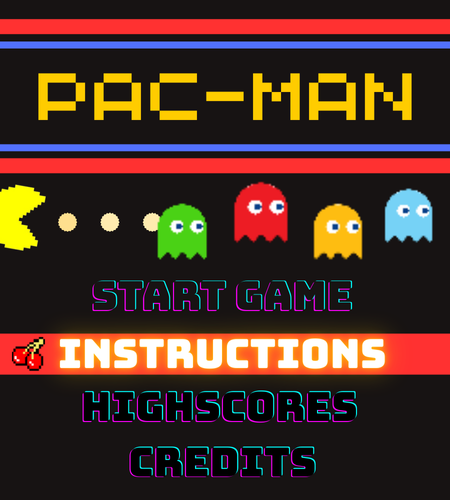 PAC-MAN
START GAME
INSTRUCTIONS
HIGHSCORES
CREDITS